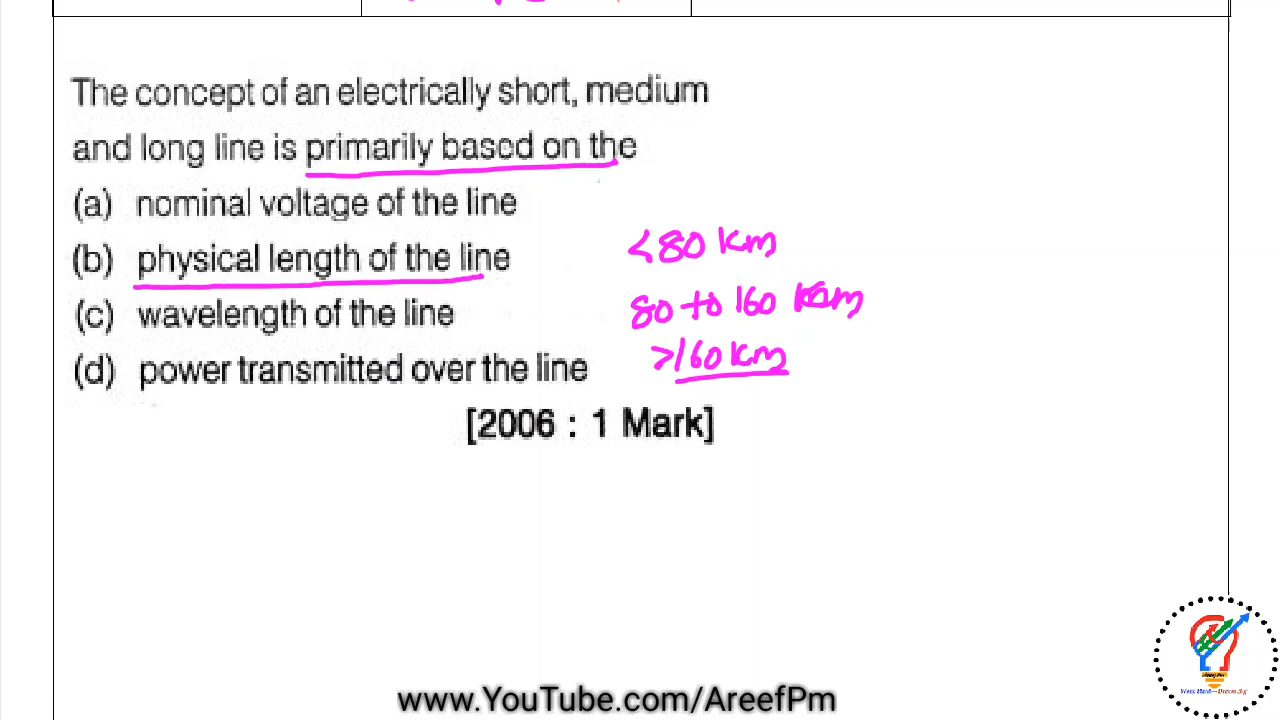 The concept of an electrically short, medium
and long line is primarily based on the
(a) nominal voltage of the line
(b) physical length of the line
<80 km
(c) wavelength of the line
80 to 160 km
(d) power transmitted over the line
>160 km
[2006 : 1 Mark]
Areef Pm
www.YouTube.com/AreefPm